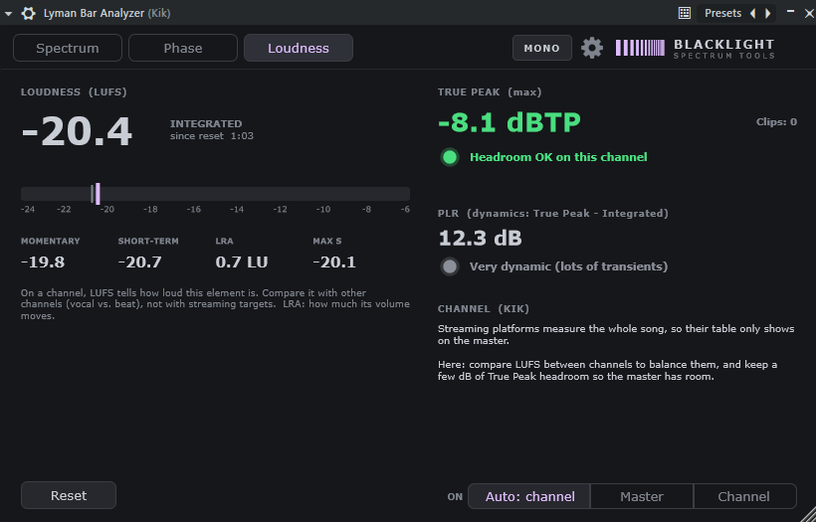 Lyman Bar Analyzer (Kik)
Presets
Spectrum
Phase
Loudness
MONO
BLACKLIGHT
SPECTRUM TOOLS
LOUDNESS (LUFS)
-20.4
INTEGRATED
since reset 1:03
-24 -22 -20 -18 -16 -14 -12 -10 -8 -6
MOMENTARY SHORT-TERM LRA MAX S
-19.8 -20.7 0.7 LU -20.1
On a channel, LUFS tells how loud this element is. Compare it with other
channels (vocal vs. beat), not with streaming targets. LRA: how much its volume
moves.
TRUE PEAK (max)
-8.1 dBTP
Clips: 0
Headroom OK on this channel
PLR (dynamics: True Peak - Integrated)
12.3 dB
Very dynamic (lots of transients)
CHANNEL (KIK)
Streaming platforms measure the whole song, so their table only shows
on the master.
Here: compare LUFS between channels to balance them, and keep a
few dB of True Peak headroom so the master has room.
Reset
ON
Auto: channel
Master
Channel